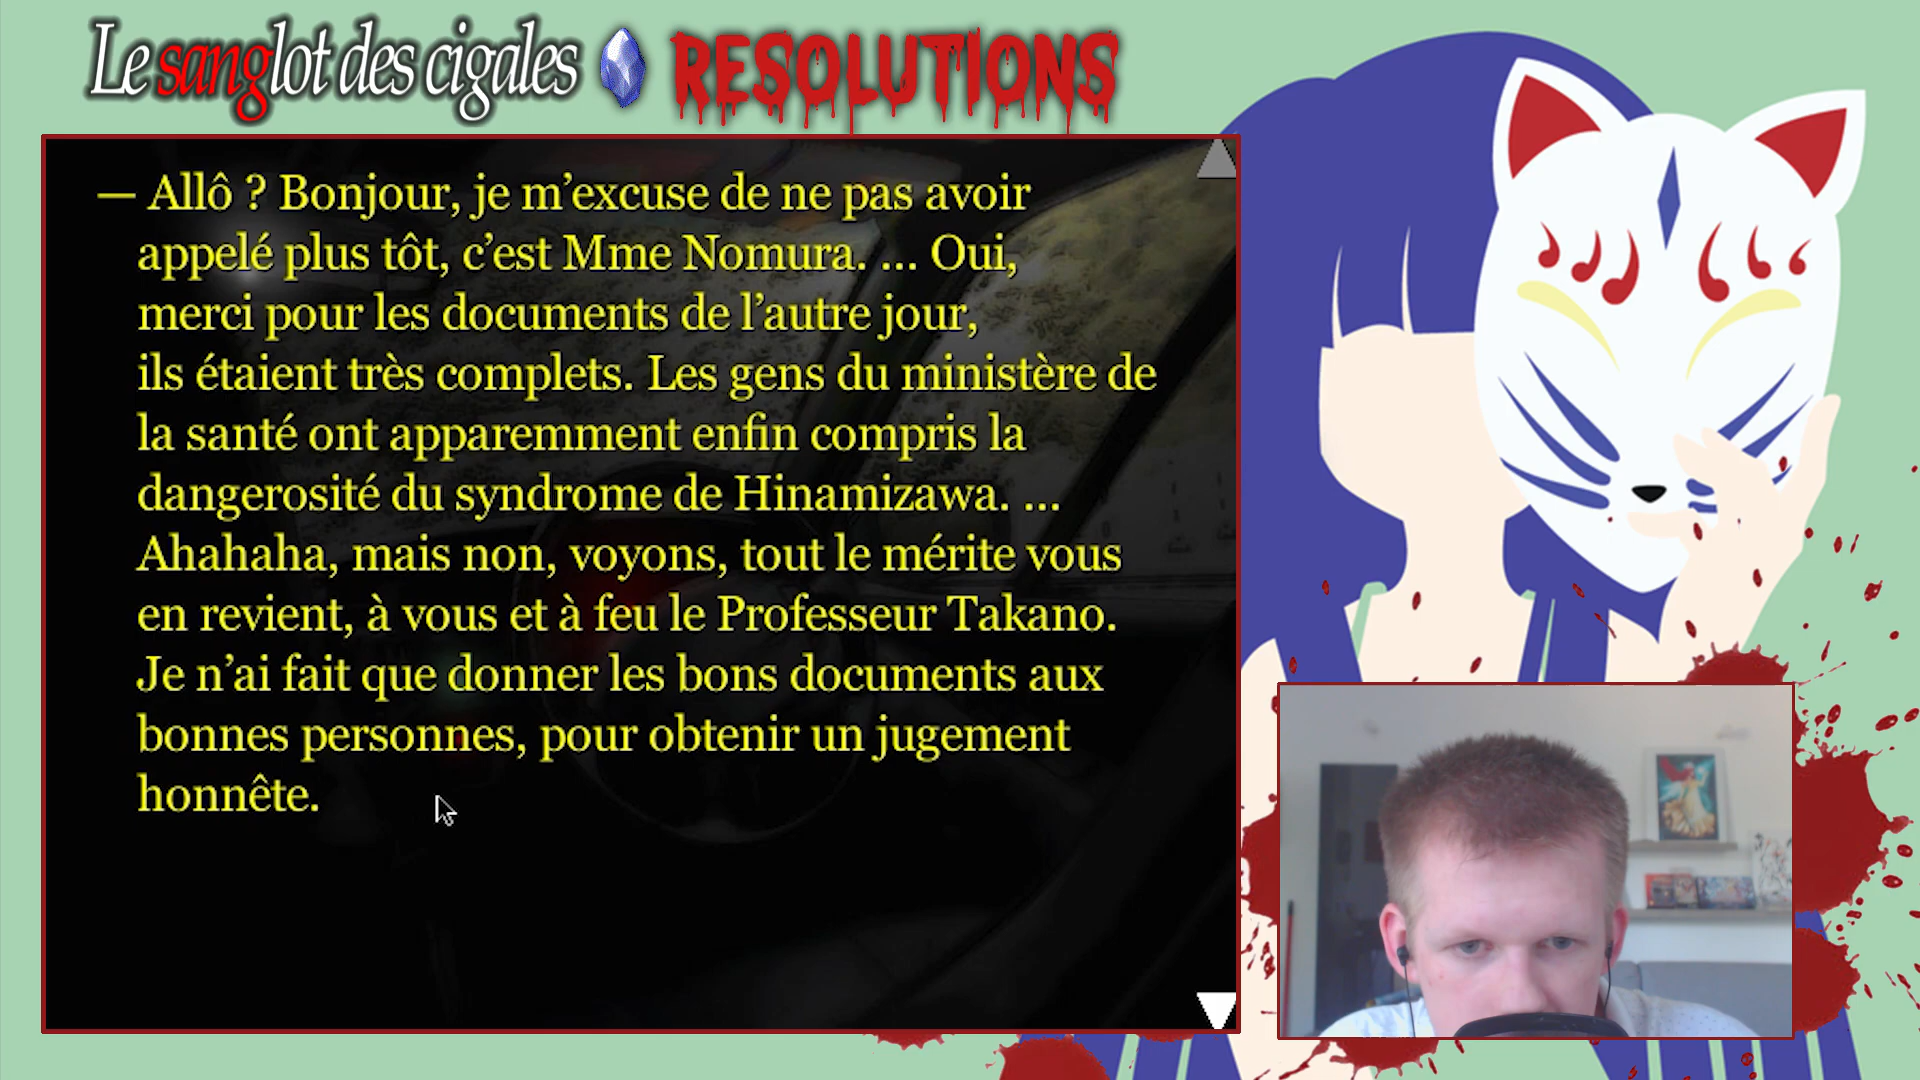 Le sanglot des cigales RESOLUTIONS
— Allô ? Bonjour, je m’excuse de ne pas avoir
appelé plus tôt, c’est Mme Nomura. ... Oui,
merci pour les documents de l’autre jour,
ils étaient très complets. Les gens du ministère de
la santé ont apparemment enfin compris la
dangerosité du syndrome de Hinamizawa. ...
Ahahaha, mais non, voyons, tout le mérite vous
en revient, à vous et à feu le Professeur Takano.
Je n’ai fait que donner les bons documents aux
bonnes personnes, pour obtenir un jugement
honnête.